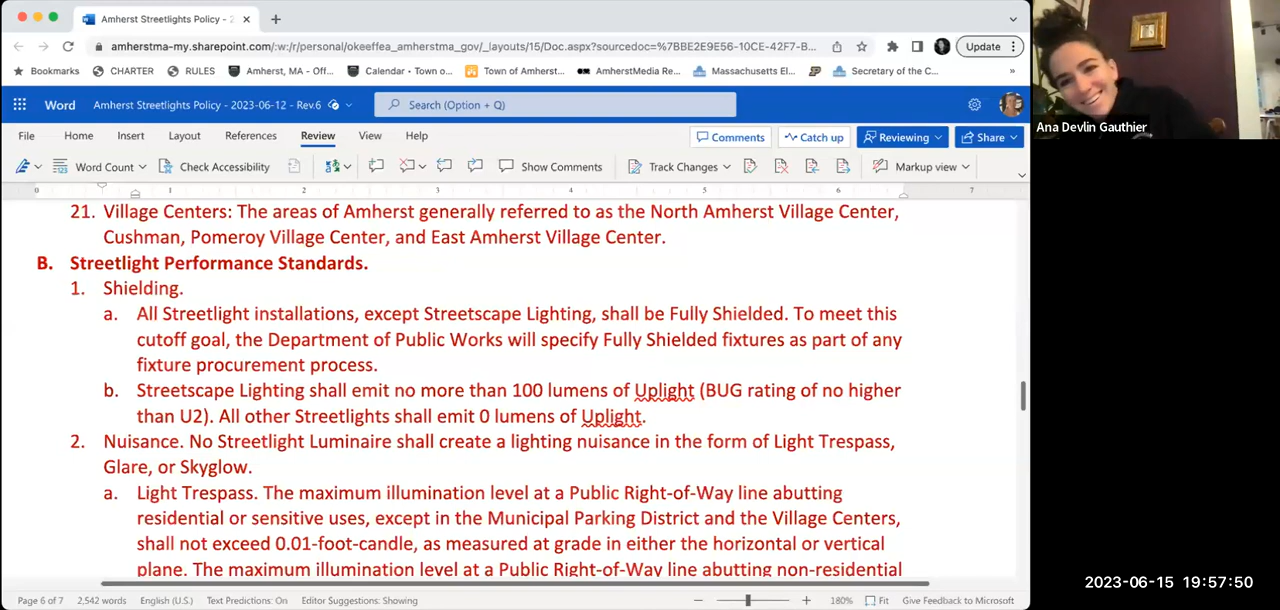 Amherst Streetlights Policy - 2
amherstma-my.sharepoint.com/:w:/r/personal/okeeffea_amherstma_gov/_layouts/15/Doc.aspx?sourcedoc=%7BBE2E9E56-10CE-42F7-B...
Update
Bookmarks CHARTER RULES Amherst, MA - Off... Calendar • Town o... Town of Amherst... AmherstMedia Re... Massachusetts El... Secretary of the C... »
Word Amherst Streetlights Policy - 2023-06-12 - Rev.6 Search (Option + Q)
File Home Insert Layout References Review View Help Comments Catch up Reviewing Share
Word Count Check Accessibility Show Comments Track Changes Markup view
0 1 2 3 4 5 6 7
21. Village Centers: The areas of Amherst generally referred to as the North Amherst Village Center,
Cushman, Pomeroy Village Center, and East Amherst Village Center.
B. Streetlight Performance Standards.
1. Shielding.
a. All Streetlight installations, except Streetscape Lighting, shall be Fully Shielded. To meet this
cutoff goal, the Department of Public Works will specify Fully Shielded fixtures as part of any
fixture procurement process.
b. Streetscape Lighting shall emit no more than 100 lumens of Uplight (BUG rating of no higher
than U2). All other Streetlights shall emit 0 lumens of Uplight.
2. Nuisance. No Streetlight Luminaire shall create a lighting nuisance in the form of Light Trespass,
Glare, or Skyglow.
a. Light Trespass. The maximum illumination level at a Public Right-of-Way line abutting
residential or sensitive uses, except in the Municipal Parking District and the Village Centers,
shall not exceed 0.01-foot-candle, as measured at grade in either the horizontal or vertical
plane. The maximum illumination level at a Public Right-of-Way line abutting non-residential
Page 6 of 7 2,542 words English (U.S.) Text Predictions: On Editor Suggestions: Showing 180% Fit Give Feedback to Microsoft
Ana Devlin Gauthier
2023-06-15 19:57:50